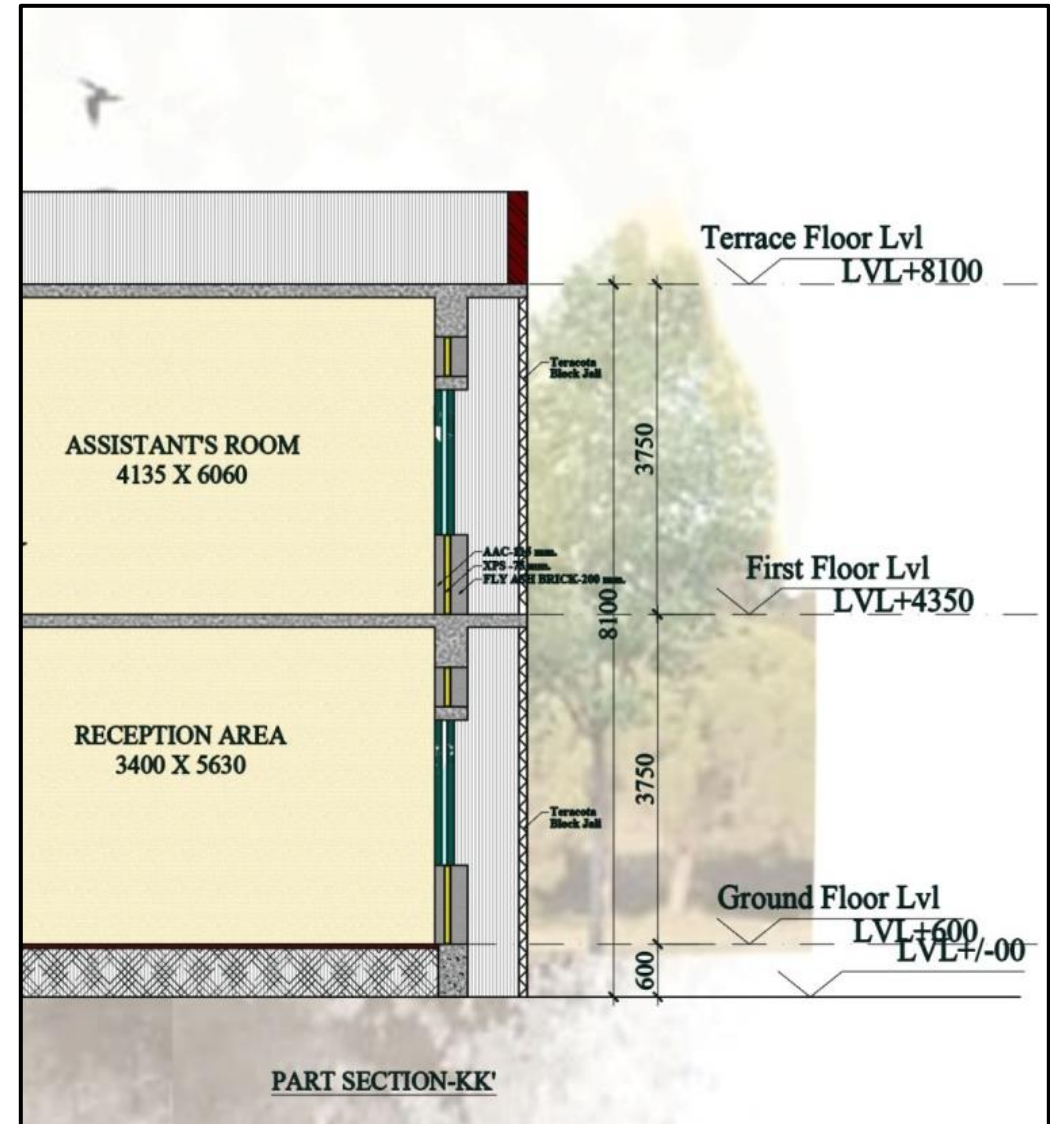 Terrace Floor Lvl
LVL+8100
Teracota
Block Jali
ASSISTANT'S ROOM
4135 X 6060
3750
XPS -75 mm.
FLY ASH BRICK-200 mm.
First Floor Lvl
LVL+4350
8100
RECEPTION AREA
3400 X 5630
3750
Teracota
Block Jali
Ground Floor Lvl
LVL+600
LVL+/-00
600
PART SECTION-KK'